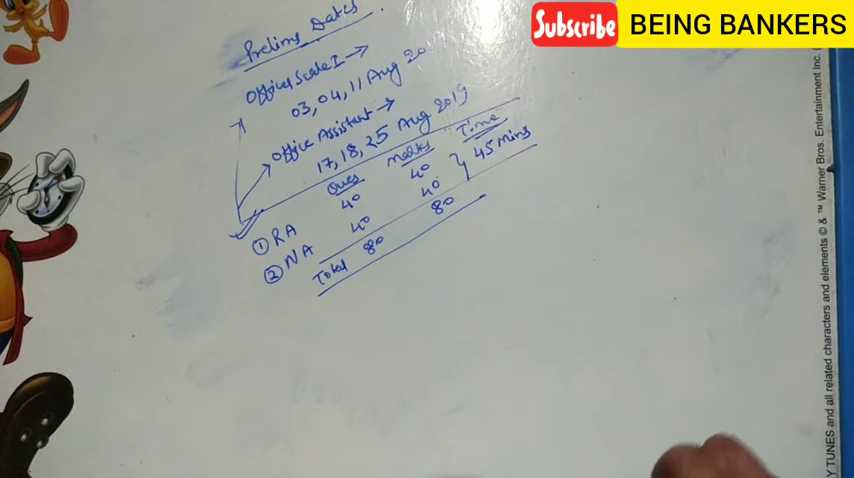 Subscribe BEING BANKERS
Prelims Dates
Officer Scale I →
03, 04, 11 Aug 20
Office Assistant →
17, 18, 25 Aug 2019
Ques Marks Time
① RA 40 40 } 45 Mins
② NA 40 40
Total 80 80
Y TUNES and all related characters and elements © & ™ Warner Bros. Entertainment Inc.